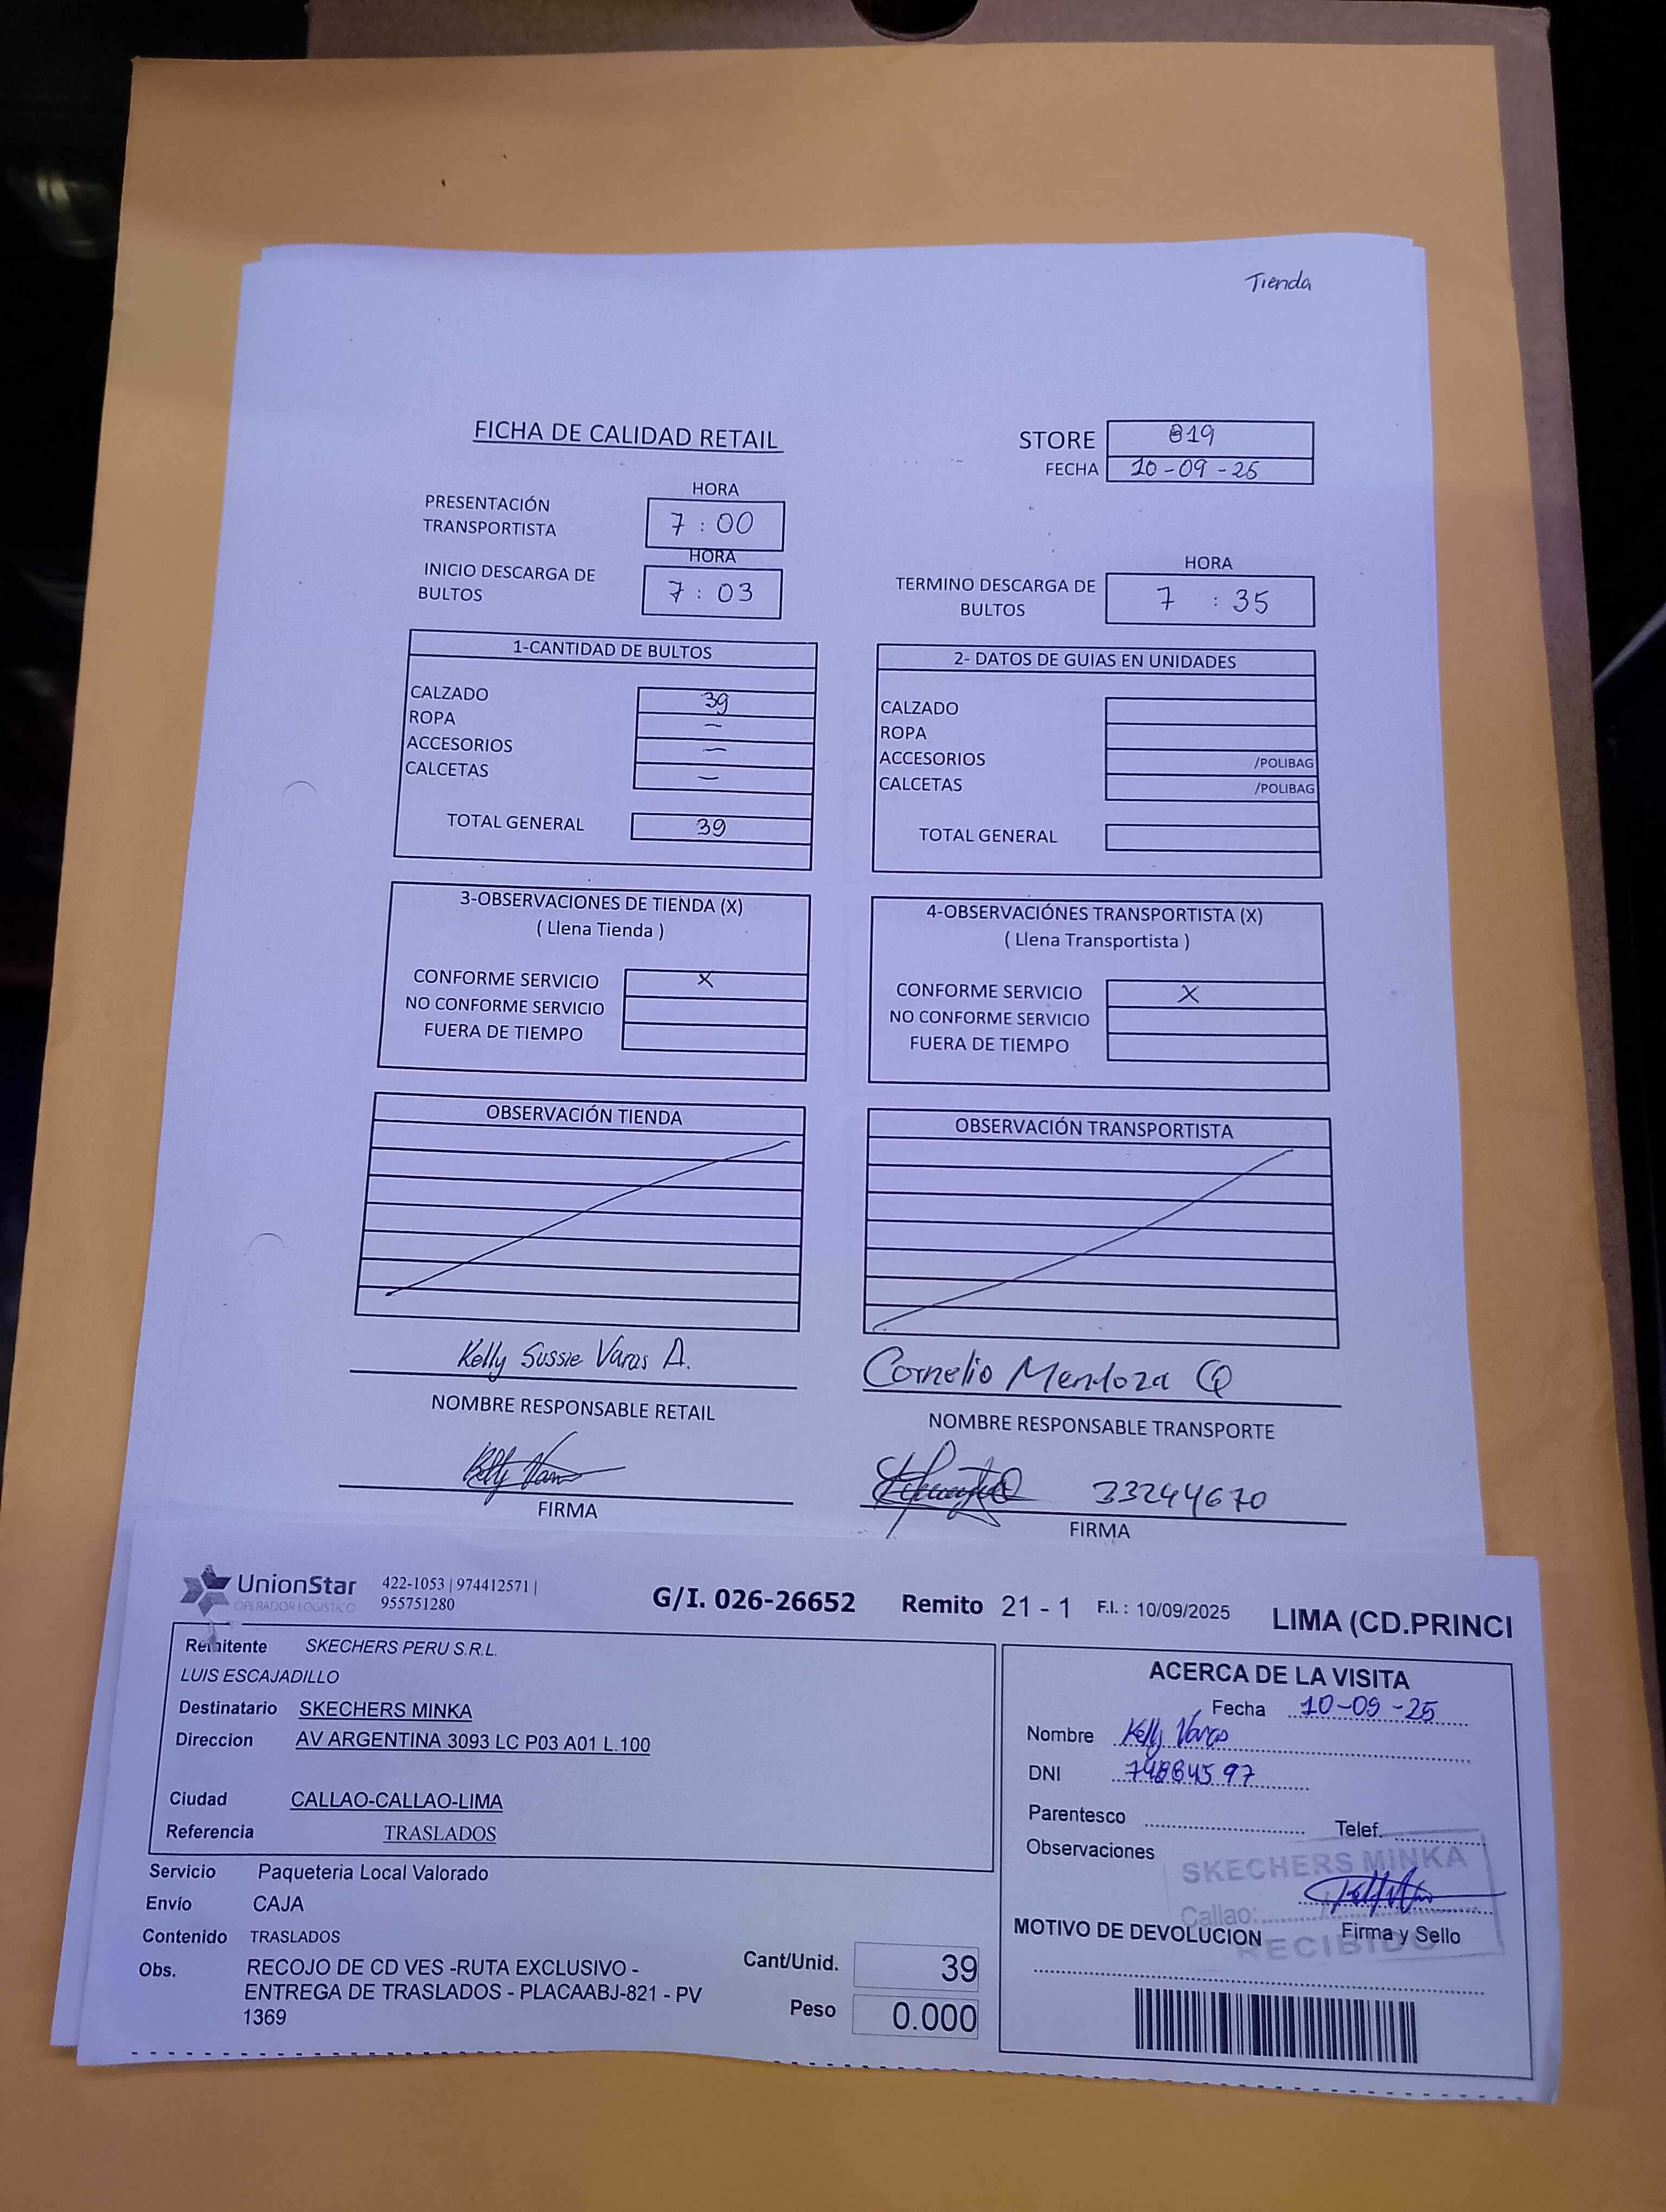 Tienda
FICHA DE CALIDAD RETAIL
STORE 819
FECHA 10-09-25
HORA
PRESENTACIÓN TRANSPORTISTA 7:00
HORA
INICIO DESCARGA DE BULTOS 7:03
HORA
TERMINO DESCARGA DE BULTOS 7:35
1-CANTIDAD DE BULTOS
CALZADO 39
ROPA —
ACCESORIOS —
CALCETAS —
TOTAL GENERAL 39
2- DATOS DE GUIAS EN UNIDADES
CALZADO
ROPA
ACCESORIOS /POLIBAG
CALCETAS /POLIBAG
TOTAL GENERAL
3-OBSERVACIONES DE TIENDA (X)
( Llena Tienda )
CONFORME SERVICIO X
NO CONFORME SERVICIO
FUERA DE TIEMPO
4-OBSERVACIÓNES TRANSPORTISTA (X)
( Llena Transportista )
CONFORME SERVICIO X
NO CONFORME SERVICIO
FUERA DE TIEMPO
OBSERVACIÓN TIENDA
OBSERVACIÓN TRANSPORTISTA
Kelly Sussie Varas A.
NOMBRE RESPONSABLE RETAIL
Cornelio Mendoza Q
NOMBRE RESPONSABLE TRANSPORTE
Kelly Varas
FIRMA
33244670
FIRMA
UnionStar
OPERADOR LOGISTICO
422-1053 | 974412571 |
955751280
G/I. 026-26652 Remito 21 - 1 F.I. : 10/09/2025 LIMA (CD.PRINCI
Remitente SKECHERS PERU S.R.L.
LUIS ESCAJADILLO
Destinatario SKECHERS MINKA
Direccion AV ARGENTINA 3093 LC P03 A01 L.100
Ciudad CALLAO-CALLAO-LIMA
Referencia TRASLADOS
Servicio Paqueteria Local Valorado
Envío CAJA
Contenido TRASLADOS
Obs. RECOJO DE CD VES -RUTA EXCLUSIVO -
ENTREGA DE TRASLADOS - PLACAABJ-821 - PV
1369
Cant/Unid. 39
Peso 0.000
ACERCA DE LA VISITA
Fecha 10-09-25
Nombre Kelly Varas
DNI 74884597
Parentesco Telef.
Observaciones
SKECHERS MINKA
Callao:
RECIBIDO
MOTIVO DE DEVOLUCION Firma y Sello